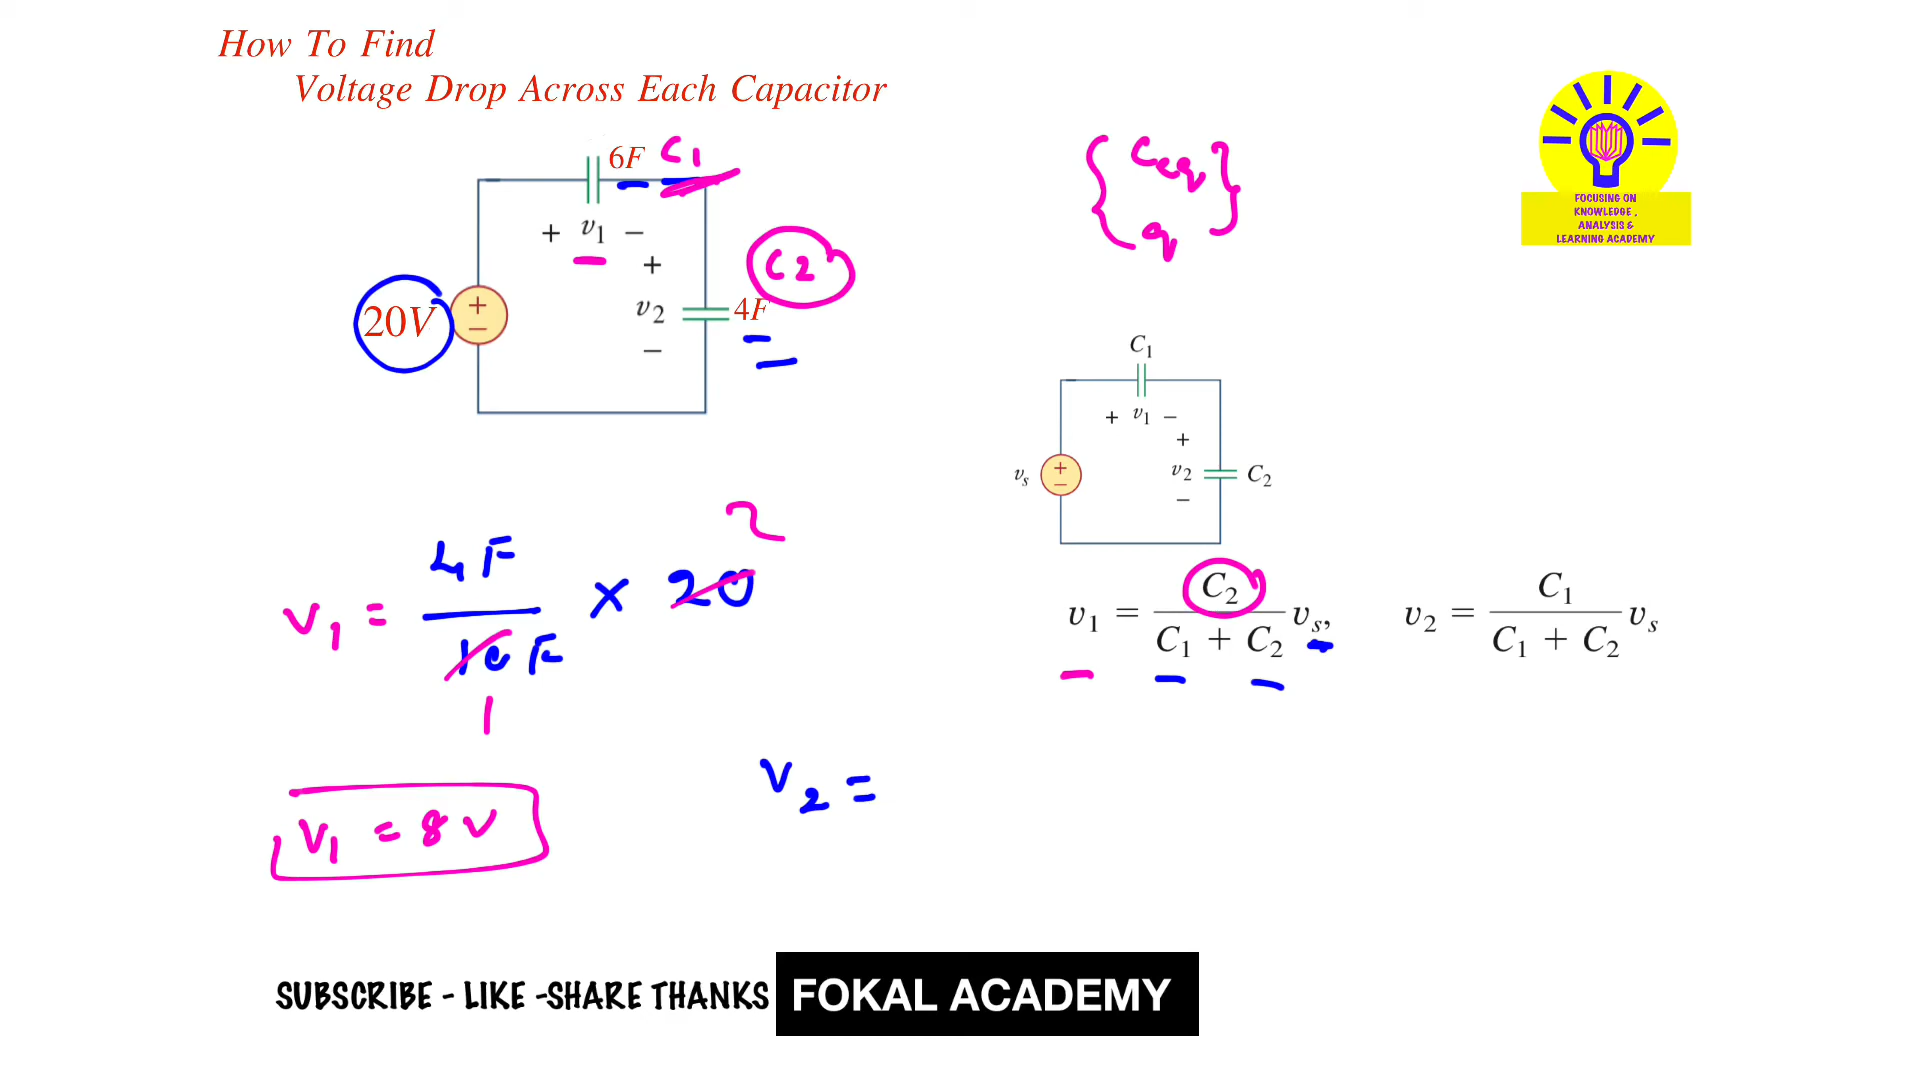 How To Find
Voltage Drop Across Each Capacitor
6F C1
+ v1 −
+
C2
20V
+
−
v2
4F
−
{ Ceq }
q
FOCUSING ON
KNOWLEDGE ,
ANALYSIS &
LEARNING ACADEMY
C1
+ v1 −
+
vs
+
−
v2
C2
−
2
V1 = 4F / 10F × 20
1
v1 = C2 / (C1 + C2) vs,
v2 = C1 / (C1 + C2) vs
V1 = 8V
V2 =
SUBSCRIBE - LIKE -SHARE THANKS
FOKAL ACADEMY